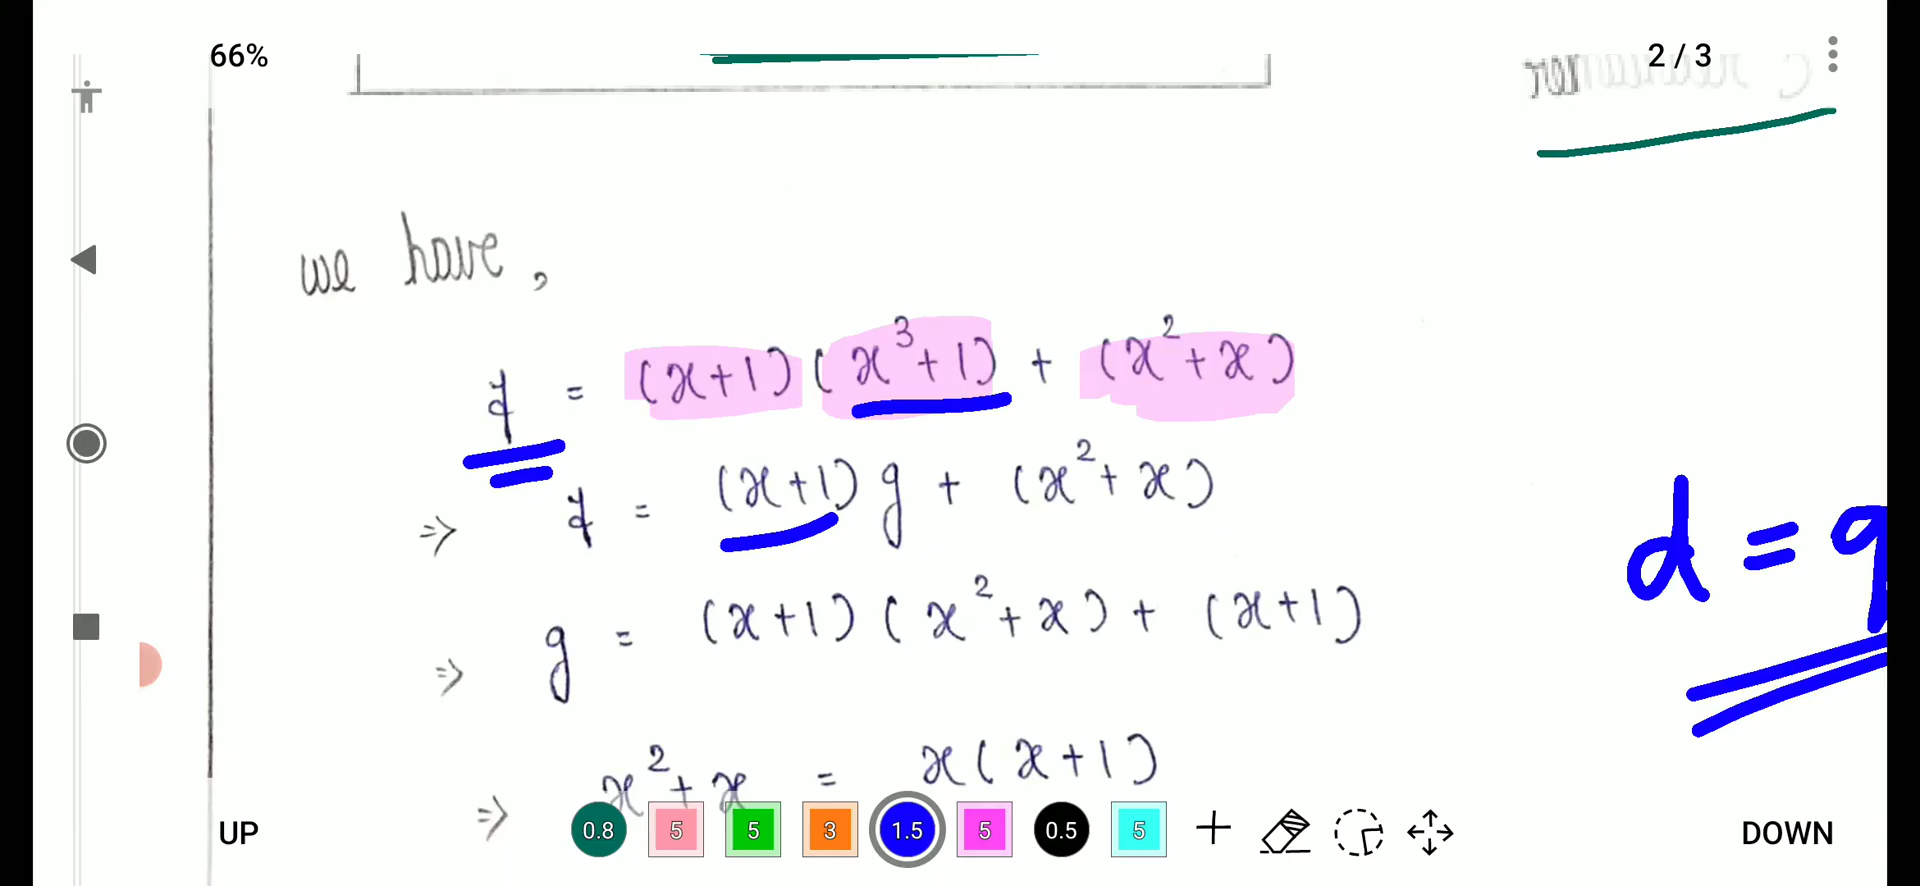 66%
2 / 3
we have,
f = (x+1)(x³+1) + (x²+x)
⇒ f = (x+1) g + (x²+x)
d = q
⇒ g = (x+1)(x²+x) + (x+1)
⇒ x²+x = x(x+1)
UP 0.8 5 5 3 1.5 5 0.5 5 + DOWN